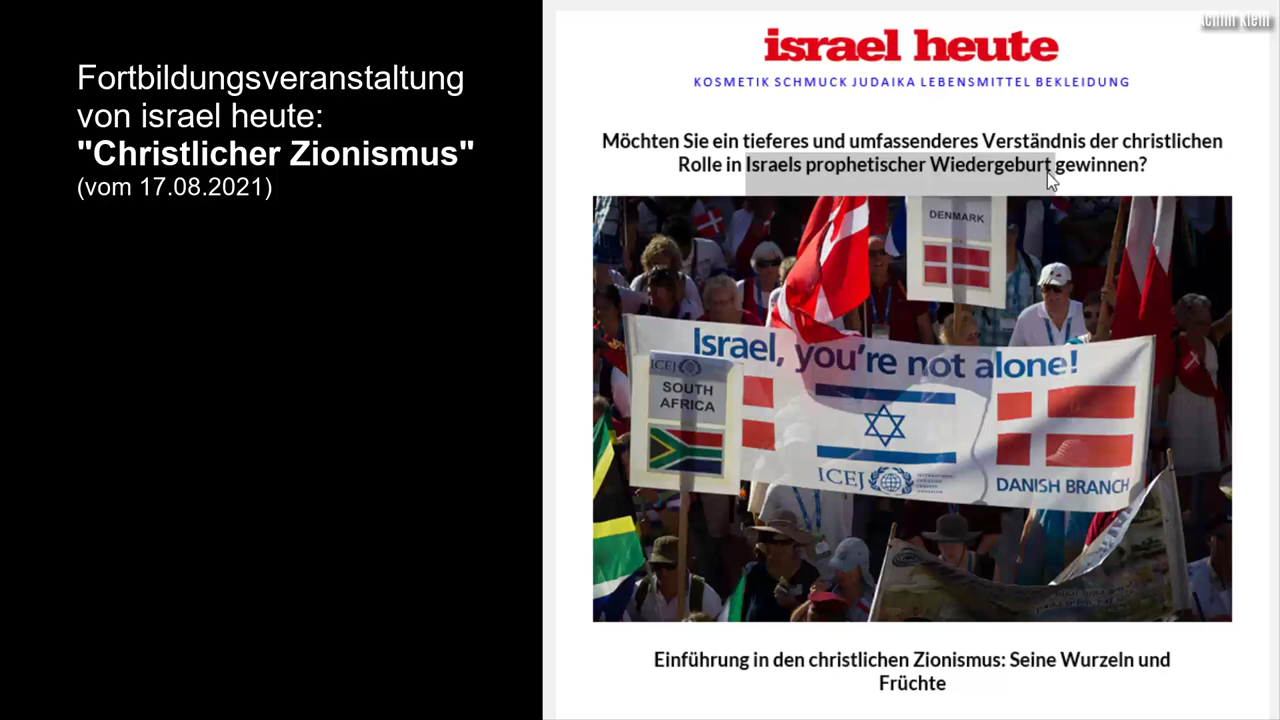 Fortbildungsveranstaltung
von israel heute:
"Christlicher Zionismus"
(vom 17.08.2021)
israel heute
KOSMETIK SCHMUCK JUDAIKA LEBENSMITTEL BEKLEIDUNG
Möchten Sie ein tieferes und umfassenderes Verständnis der christlichen
Rolle in Israels prophetischer Wiedergeburt gewinnen?
DENMARK
Israel, you're not alone!
ICEJ
SOUTH
AFRICA
ICEJ
DANISH BRANCH
Einführung in den christlichen Zionismus: Seine Wurzeln und
Früchte